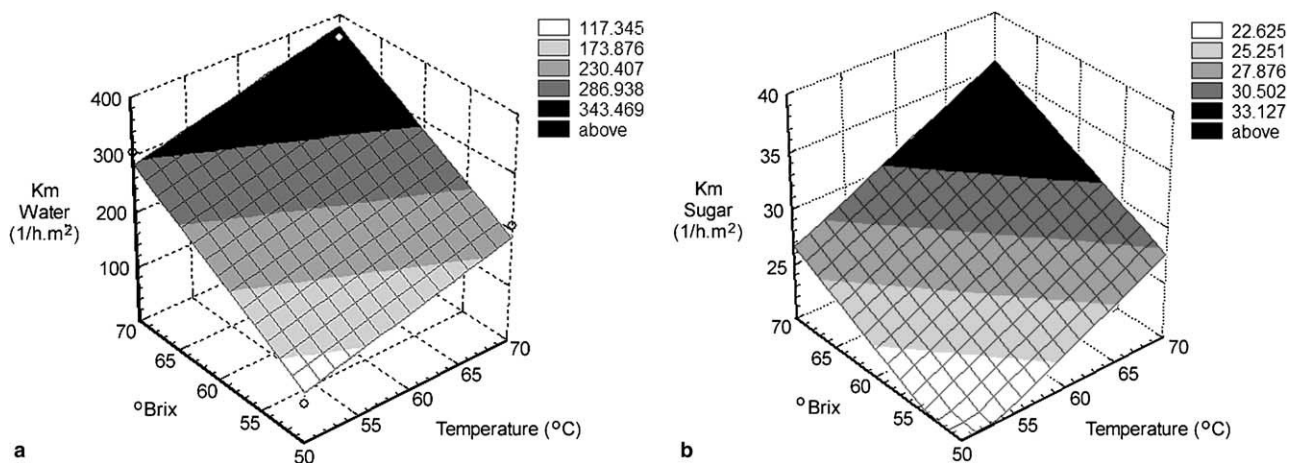 117.345
173.876
230.407
286.938
343.469
above
400
300
200
100
Km
Water
(1/h.m²)
70
65
60
55
50
55
60
65
70
°Brix
Temperature (°C)
a
22.625
25.251
27.876
30.502
33.127
above
40
35
30
25
Km
Sugar
(1/h.m²)
70
65
60
55
50
55
60
65
70
°Brix
Temperature (°C)
b